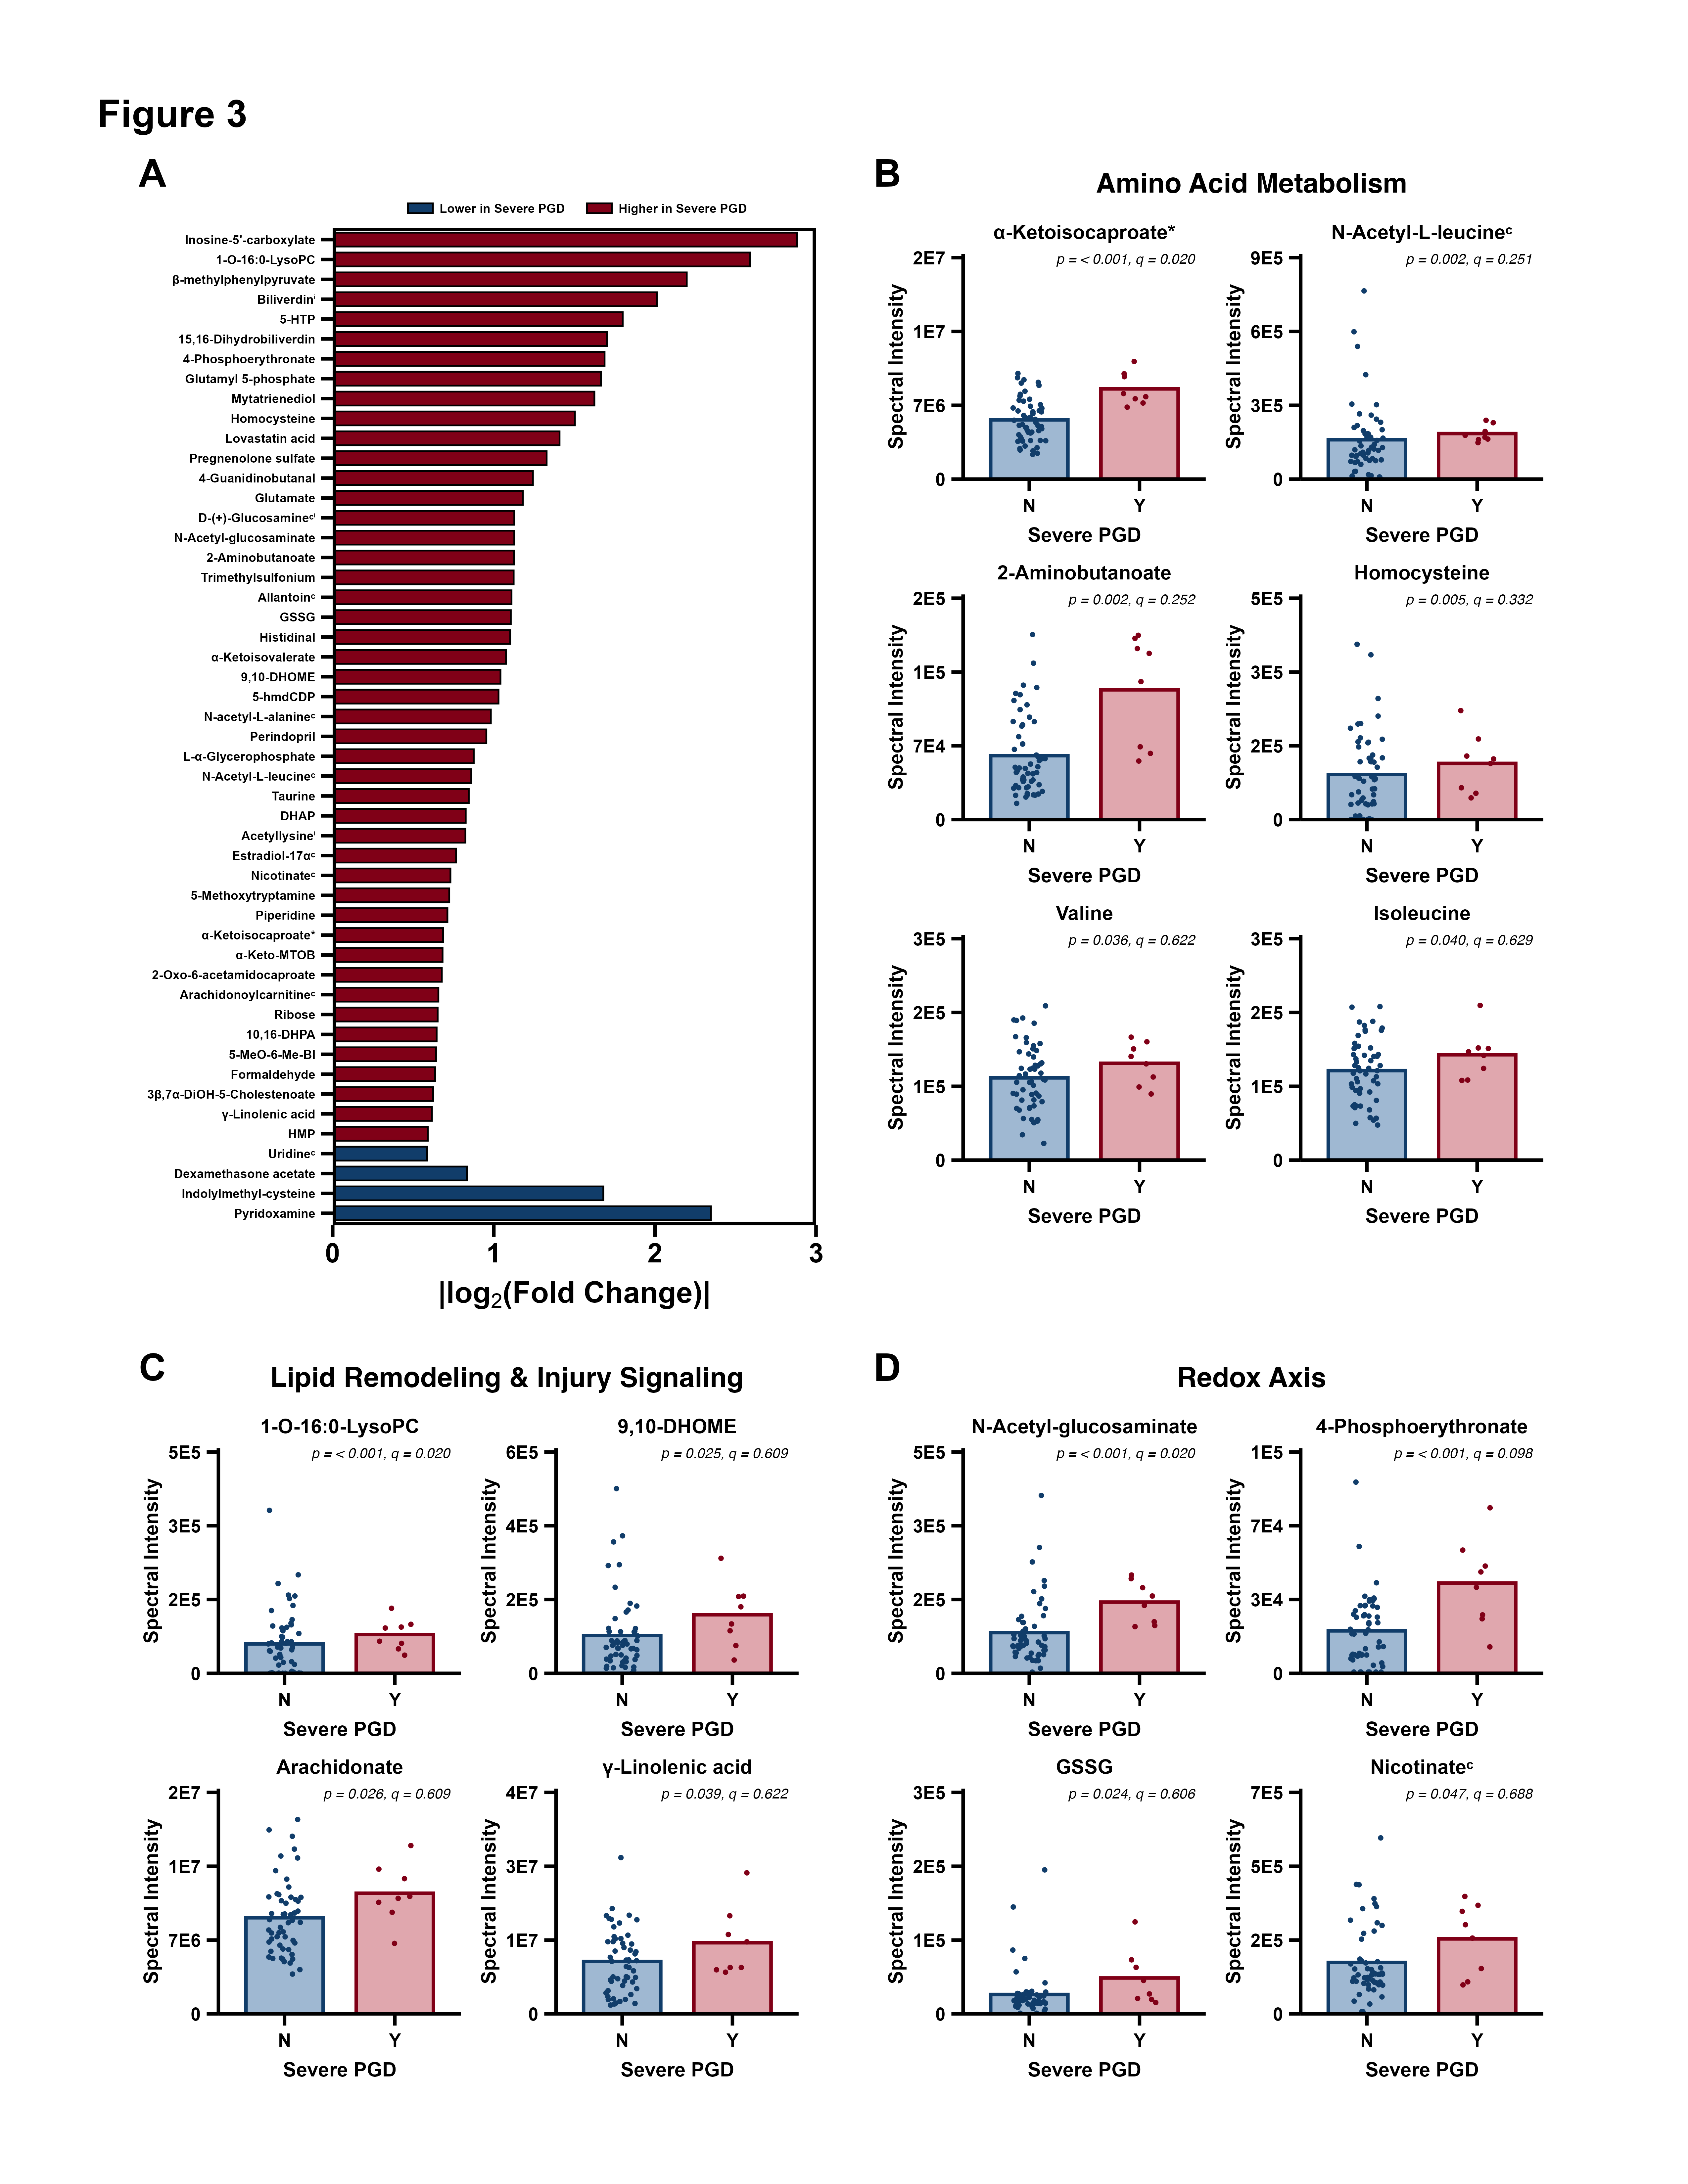 Figure 3
A
Lower in Severe PGD
Higher in Severe PGD
Inosine-5'-carboxylate
1-O-16:0-LysoPC
β-methylphenylpyruvate
Biliverdinⁱ
5-HTP
15,16-Dihydrobiliverdin
4-Phosphoerythronate
Glutamyl 5-phosphate
Mytatrienediol
Homocysteine
Lovastatin acid
Pregnenolone sulfate
4-Guanidinobutanal
Glutamate
D-(+)-Glucosamineᶜⁱ
N-Acetyl-glucosaminate
2-Aminobutanoate
Trimethylsulfonium
Allantoinᶜ
GSSG
Histidinal
α-Ketoisovalerate
9,10-DHOME
5-hmdCDP
N-acetyl-L-alanineᶜ
Perindopril
L-α-Glycerophosphate
N-Acetyl-L-leucineᶜ
Taurine
DHAP
Acetyllysineⁱ
Estradiol-17αᶜ
Nicotinateᶜ
5-Methoxytryptamine
Piperidine
α-Ketoisocaproate*
α-Keto-MTOB
2-Oxo-6-acetamidocaproate
Arachidonoylcarnitineᶜ
Ribose
10,16-DHPA
5-MeO-6-Me-BI
Formaldehyde
3β,7α-DiOH-5-Cholestenoate
γ-Linolenic acid
HMP
Uridineᶜ
Dexamethasone acetate
Indolylmethyl-cysteine
Pyridoxamine
0 1 2 3
|log₂(Fold Change)|
B
Amino Acid Metabolism
α-Ketoisocaproate*
p = < 0.001, q = 0.020
Spectral Intensity
2E7
1E7
7E6
0
N Y
Severe PGD
N-Acetyl-L-leucineᶜ
p = 0.002, q = 0.251
Spectral Intensity
9E5
6E5
3E5
0
N Y
Severe PGD
2-Aminobutanoate
p = 0.002, q = 0.252
Spectral Intensity
2E5
1E5
7E4
0
N Y
Severe PGD
Homocysteine
p = 0.005, q = 0.332
Spectral Intensity
5E5
3E5
2E5
0
N Y
Severe PGD
Valine
p = 0.036, q = 0.622
Spectral Intensity
3E5
2E5
1E5
0
N Y
Severe PGD
Isoleucine
p = 0.040, q = 0.629
Spectral Intensity
3E5
2E5
1E5
0
N Y
Severe PGD
C
Lipid Remodeling & Injury Signaling
1-O-16:0-LysoPC
p = < 0.001, q = 0.020
Spectral Intensity
5E5
3E5
2E5
0
N Y
Severe PGD
9,10-DHOME
p = 0.025, q = 0.609
Spectral Intensity
6E5
4E5
2E5
0
N Y
Severe PGD
Arachidonate
p = 0.026, q = 0.609
Spectral Intensity
2E7
1E7
7E6
0
N Y
Severe PGD
γ-Linolenic acid
p = 0.039, q = 0.622
Spectral Intensity
4E7
3E7
1E7
0
N Y
Severe PGD
D
Redox Axis
N-Acetyl-glucosaminate
p = < 0.001, q = 0.020
Spectral Intensity
5E5
3E5
2E5
0
N Y
Severe PGD
4-Phosphoerythronate
p = < 0.001, q = 0.098
Spectral Intensity
1E5
7E4
3E4
0
N Y
Severe PGD
GSSG
p = 0.024, q = 0.606
Spectral Intensity
3E5
2E5
1E5
0
N Y
Severe PGD
Nicotinateᶜ
p = 0.047, q = 0.688
Spectral Intensity
7E5
5E5
2E5
0
N Y
Severe PGD